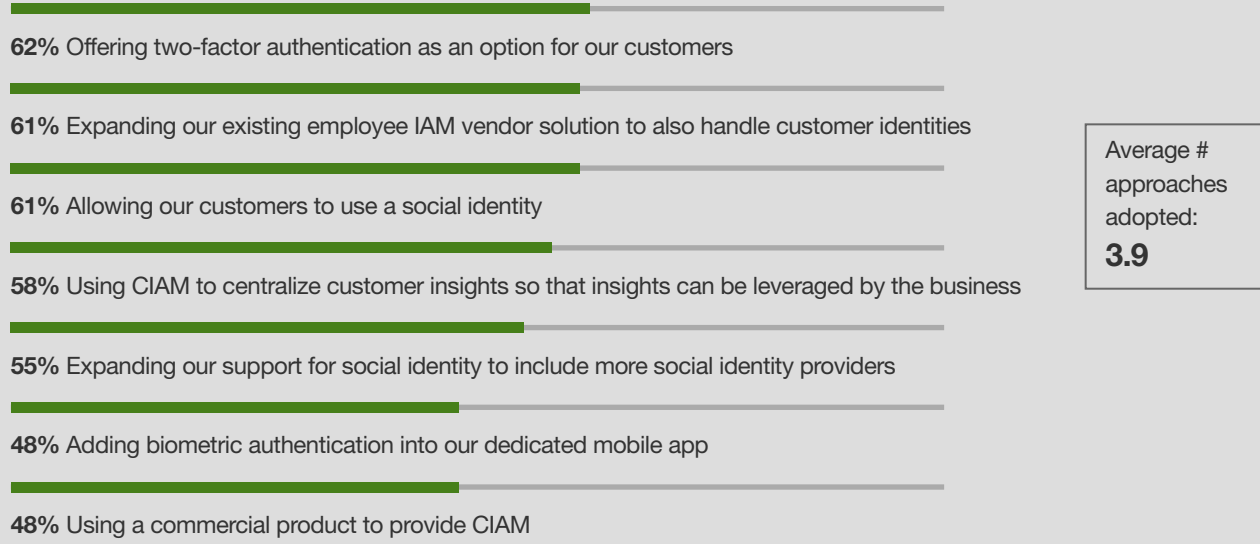 62% Offering two-factor authentication as an option for our customers
61% Expanding our existing employee IAM vendor solution to also handle customer identities
61% Allowing our customers to use a social identity
58% Using CIAM to centralize customer insights so that insights can be leveraged by the business
55% Expanding our support for social identity to include more social identity providers
48% Adding biometric authentication into our dedicated mobile app
48% Using a commercial product to provide CIAM
Average #
approaches
adopted:
3.9